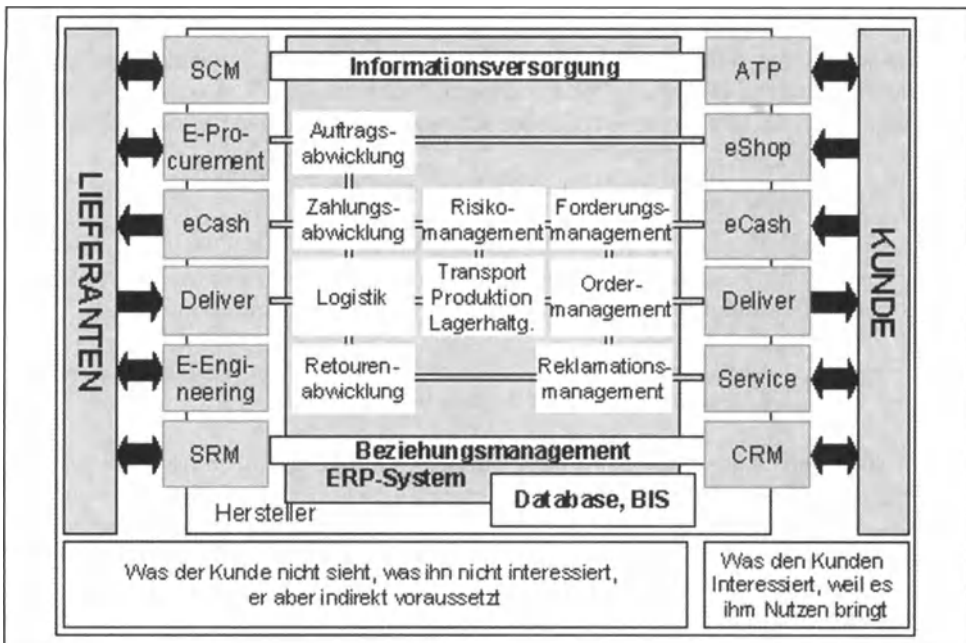 LIEFERANTEN
SCM
Informationsversorgung
ATP
E-Pro-
curement
Auftrags-
abwicklung
eShop
eCash
Zahlungs-
abwicklung
Risiko-
management
Forderungs-
management
eCash
Deliver
Logistik
Transport
Produktion
Lagerhaltg.
Order-
management
Deliver
E-Engi-
neering
Retouren-
abwicklung
Reklamations-
management
Service
SRM
Beziehungsmanagement
CRM
ERP-System
Database, BIS
Hersteller
KUNDE
Was der Kunde nicht sieht, was ihn nicht interessiert,
er aber indirekt voraussetzt
Was den Kunden
Interessiert, weil es
ihm Nutzen bringt